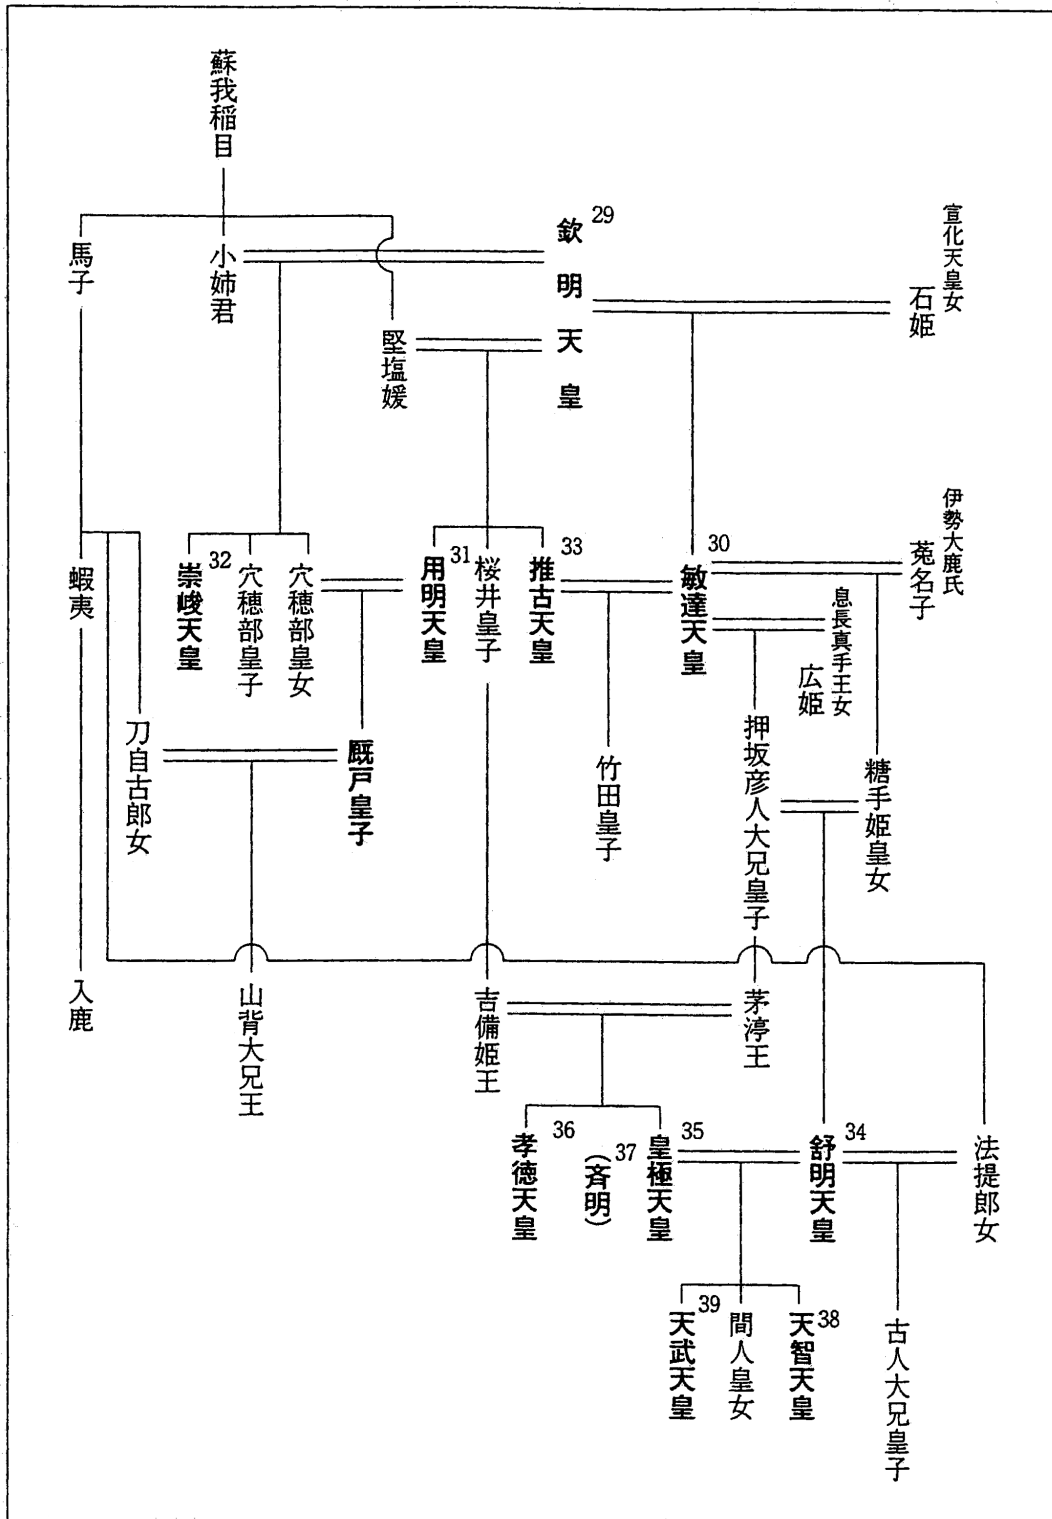 蘇我稲目
宣化天皇女
石姫
29
欽明天皇
堅塩媛
小姉君
馬子
伊勢大鹿氏
菟名子
息長真手王女
広姫
30
敏達天皇
33
推古天皇
桜井皇子
31
用明天皇
穴穂部皇女
穴穂部皇子
32
崇峻天皇
蝦夷
刀自古郎女
厩戸皇子
竹田皇子
押坂彦人大兄皇子
糖手姫皇女
入鹿
山背大兄王
吉備姫王
茅渟王
法提郎女
34
舒明天皇
35
皇極天皇
37
(斉明)
36
孝徳天皇
古人大兄皇子
38
天智天皇
間人皇女
39
天武天皇